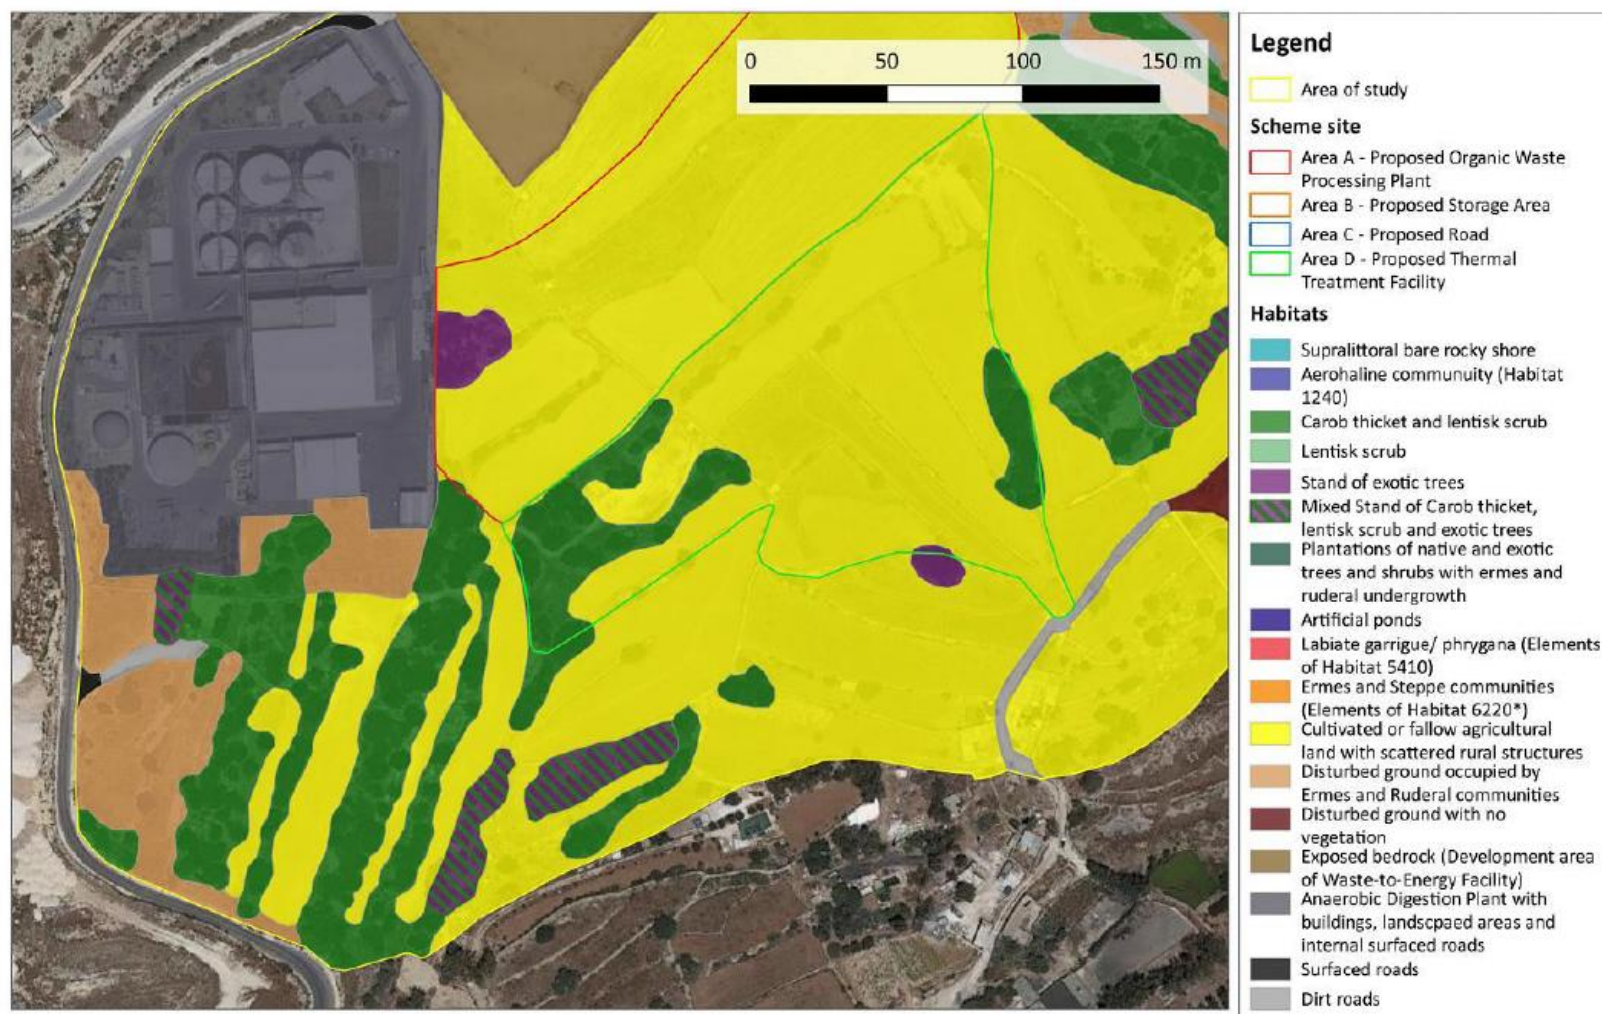 0 50 100 150 m
Legend
Area of study
Scheme site
Area A - Proposed Organic Waste
Processing Plant
Area B - Proposed Storage Area
Area C - Proposed Road
Area D - Proposed Thermal
Treatment Facility
Habitats
Supralittoral bare rocky shore
Aerohaline communuity (Habitat
1240)
Carob thicket and lentisk scrub
Lentisk scrub
Stand of exotic trees
Mixed Stand of Carob thicket,
lentisk scrub and exotic trees
Plantations of native and exotic
trees and shrubs with ermes and
ruderal undergrowth
Artificial ponds
Labiate garrigue/ phrygana (Elements
of Habitat 5410)
Ermes and Steppe communities
(Elements of Habitat 6220*)
Cultivated or fallow agricultural
land with scattered rural structures
Disturbed ground occupied by
Ermes and Ruderal communities
Disturbed ground with no
vegetation
Exposed bedrock (Development area
of Waste-to-Energy Facility)
Anaerobic Digestion Plant with
buildings, landscpaed areas and
internal surfaced roads
Surfaced roads
Dirt roads